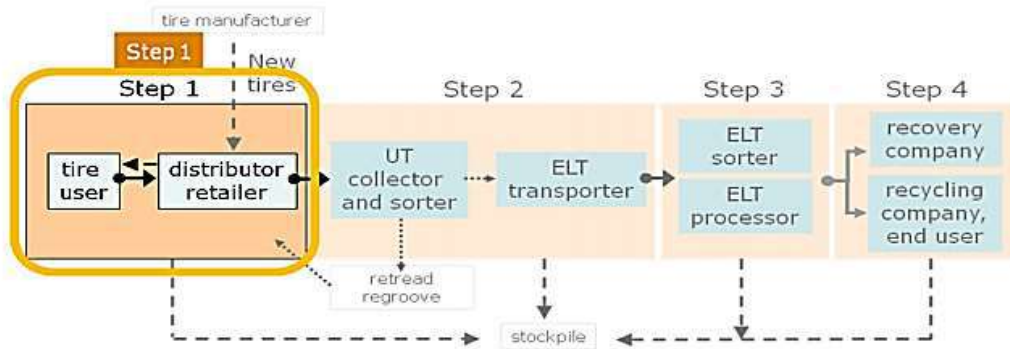 tire manufacturer
Step 1
New
tires
Step 1
Step 2
Step 3
Step 4
tire
user
distributor
retailer
UT
collector
and sorter
ELT
transporter
ELT
sorter
ELT
processor
recovery
company
recycling
company,
end user
retread
regroove
stockpile